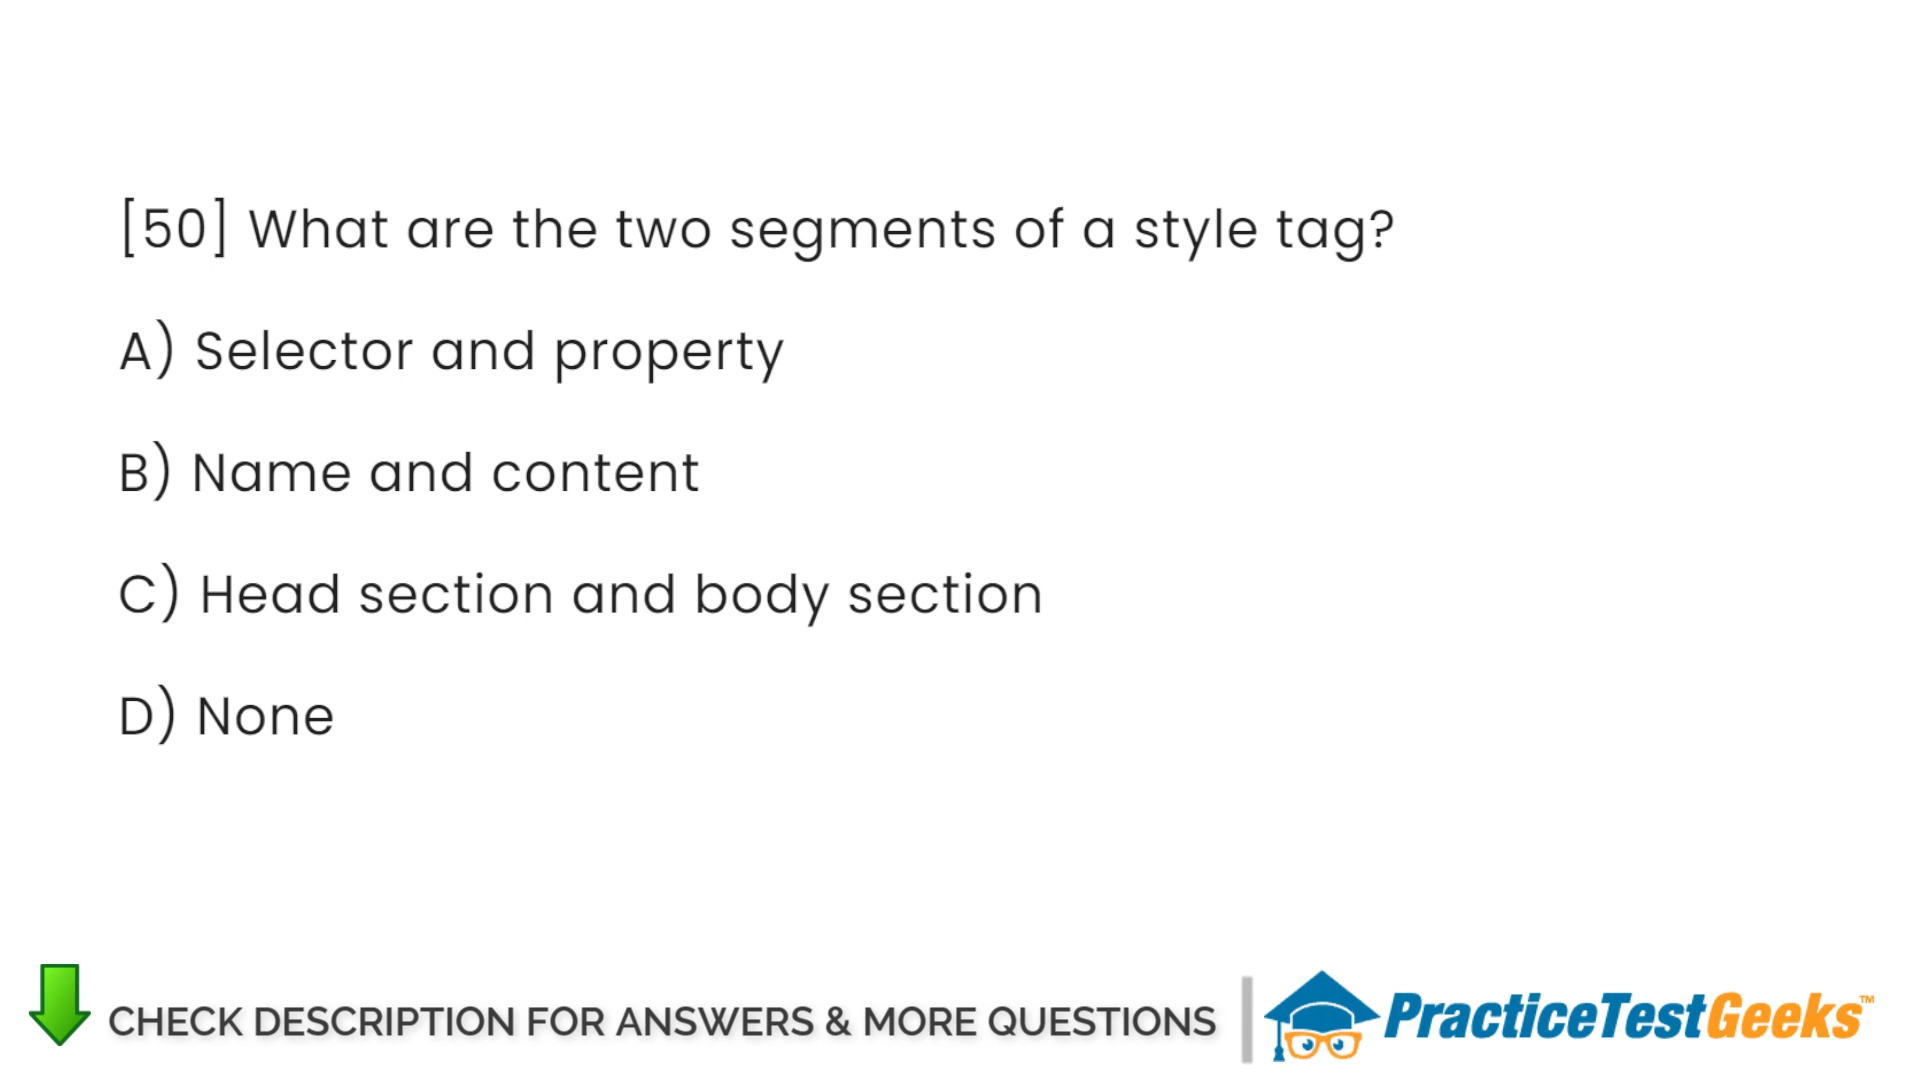 [50] What are the two segments of a style tag?
A) Selector and property
B) Name and content
C) Head section and body section
D) None
CHECK DESCRIPTION FOR ANSWERS & MORE QUESTIONS
PracticeTestGeeks™